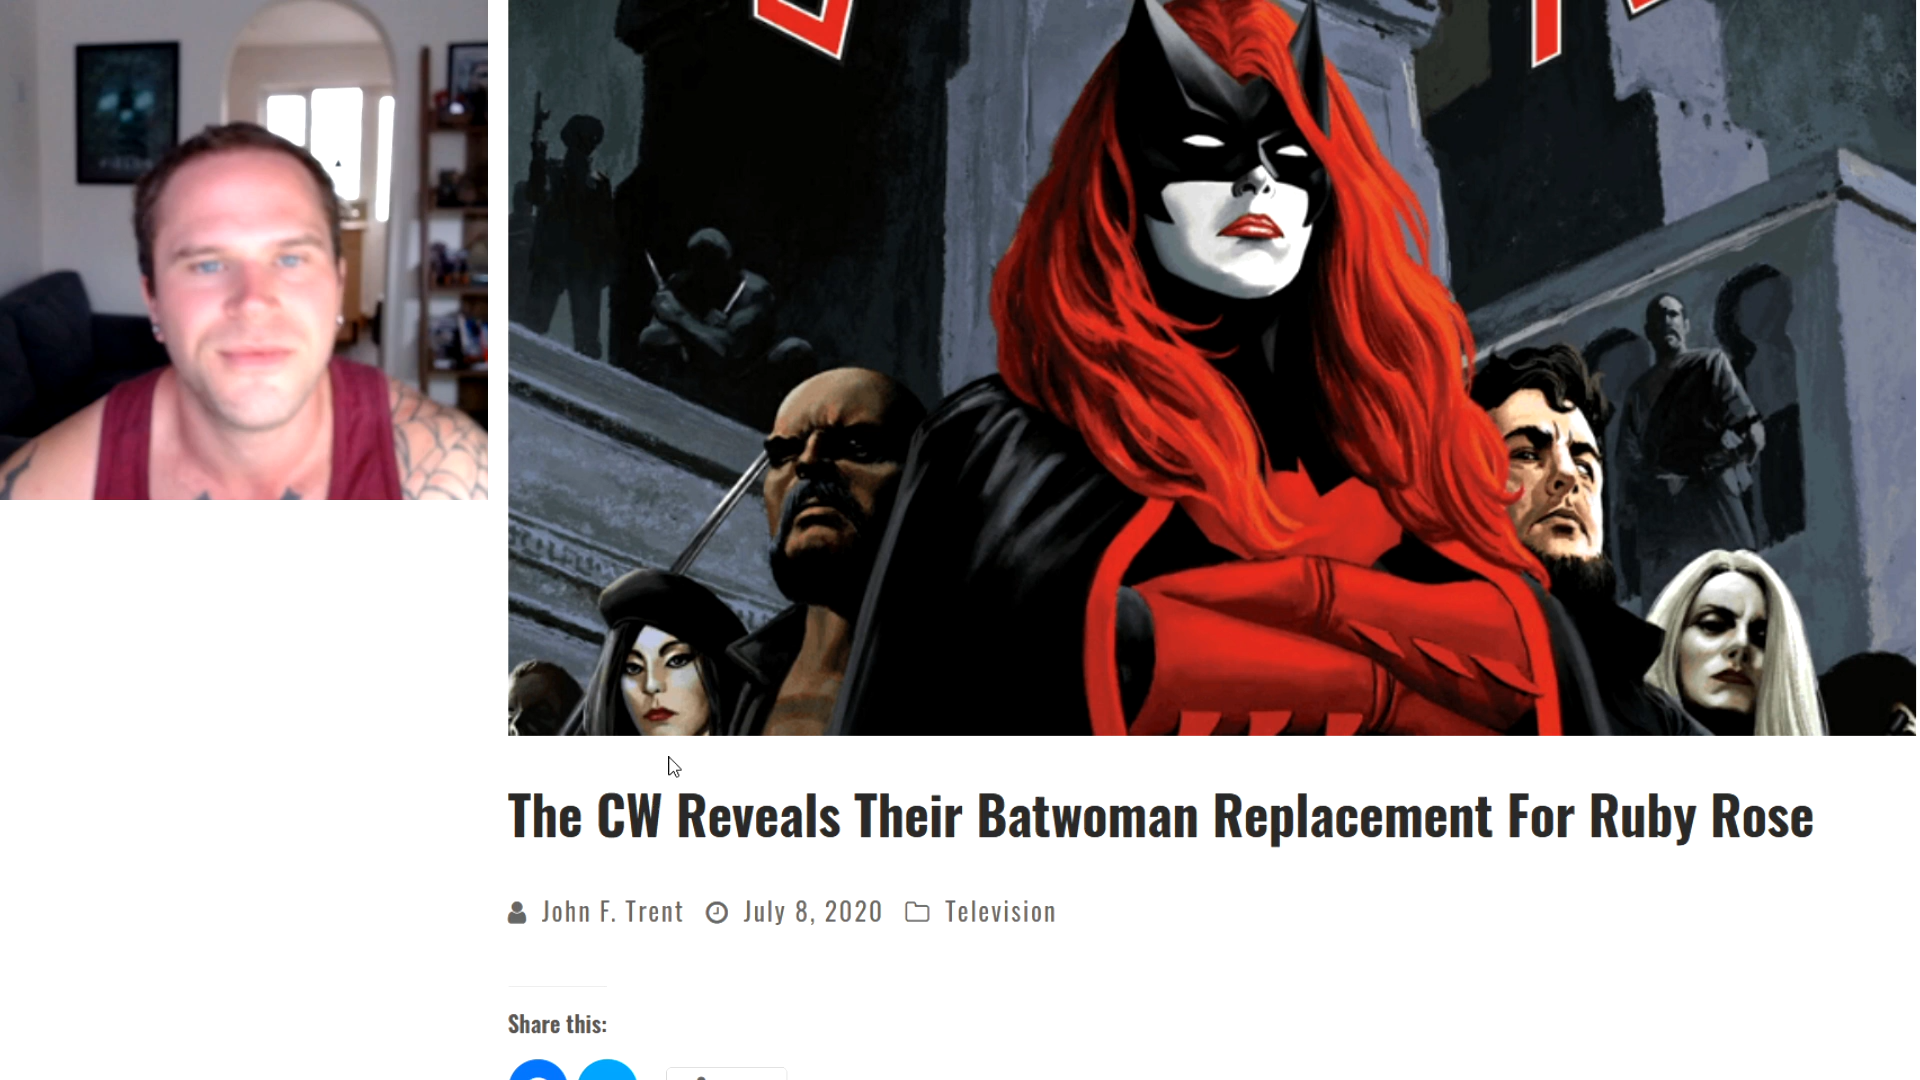 The CW Reveals Their Batwoman Replacement For Ruby Rose
John F. Trent July 8, 2020 Television
Share this: